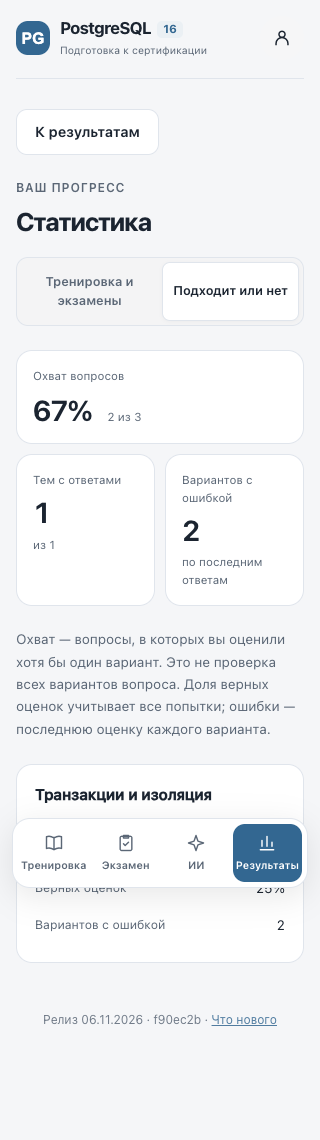 PG
PostgreSQL 16
Подготовка к сертификации
К результатам
ВАШ ПРОГРЕСС
Статистика
Тренировка и
экзамены
Подходит или нет
Охват вопросов
67% 2 из 3
Тем с ответами
1
из 1
Вариантов с
ошибкой
2
по последним
ответам
Охват — вопросы, в которых вы оценили
хотя бы один вариант. Это не проверка
всех вариантов вопроса. Доля верных
оценок учитывает все попытки; ошибки —
последнюю оценку каждого варианта.
Транзакции и изоляция
Тренировка
Экзамен
ИИ
Результаты
Верных оценок 25%
Вариантов с ошибкой 2
Релиз 06.11.2026 · f90ec2b · Что нового